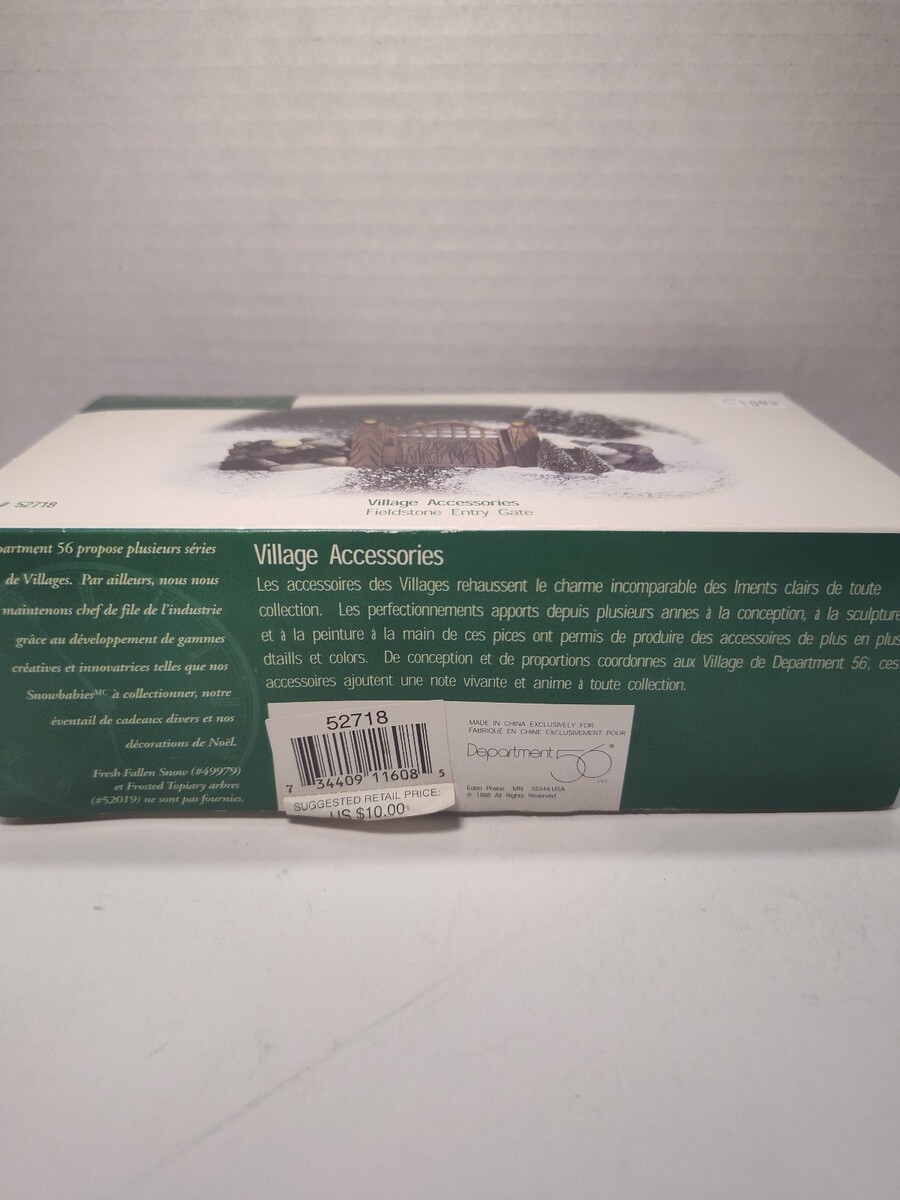 # 52718
Village Accessories
Fieldstone Entry Gate
partment 56 propose plusieurs séries
de Villages. Par ailleurs, nous nous
maintenons chef de file de l'industrie
grâce au développement de gammes
créatives et innovatrices telles que nos
Snowbabies MC à collectionner, notre
éventail de cadeaux divers et nos
décorations de Noël.
Fresh Fallen Snow (#49979)
et Frosted Topiary arbres
(#52019) ne sont pas fournies.
Village Accessories
Les accessoires des Villages rehaussent le charme incomparable des lments clairs de toute
collection. Les perfectionnements apports depuis plusieurs annes à la conception, à la sculpture
et à la peinture à la main de ces pices ont permis de produire des accessoires de plus en plus
dtaills et colors. De conception et de proportions coordonnes aux Village de Department 56, ces
accessoires ajoutent une note vivante et anime à toute collection.
52718
7 34409 11608 5
SUGGESTED RETAIL PRICE:
US $10.00
MADE IN CHINA EXCLUSIVELY FOR
FABRIQUÉ EN CHINE EXCLUSIVEMENT POUR
Department 56®
INC.
Eden Prairie MN 55344, USA
© 1998 All Rights Reserved